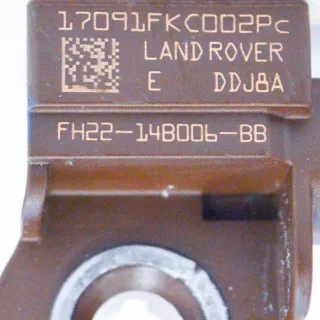 17091FKC002Pc
LAND ROVER
E DDJ8A
FH22-14B006-BB